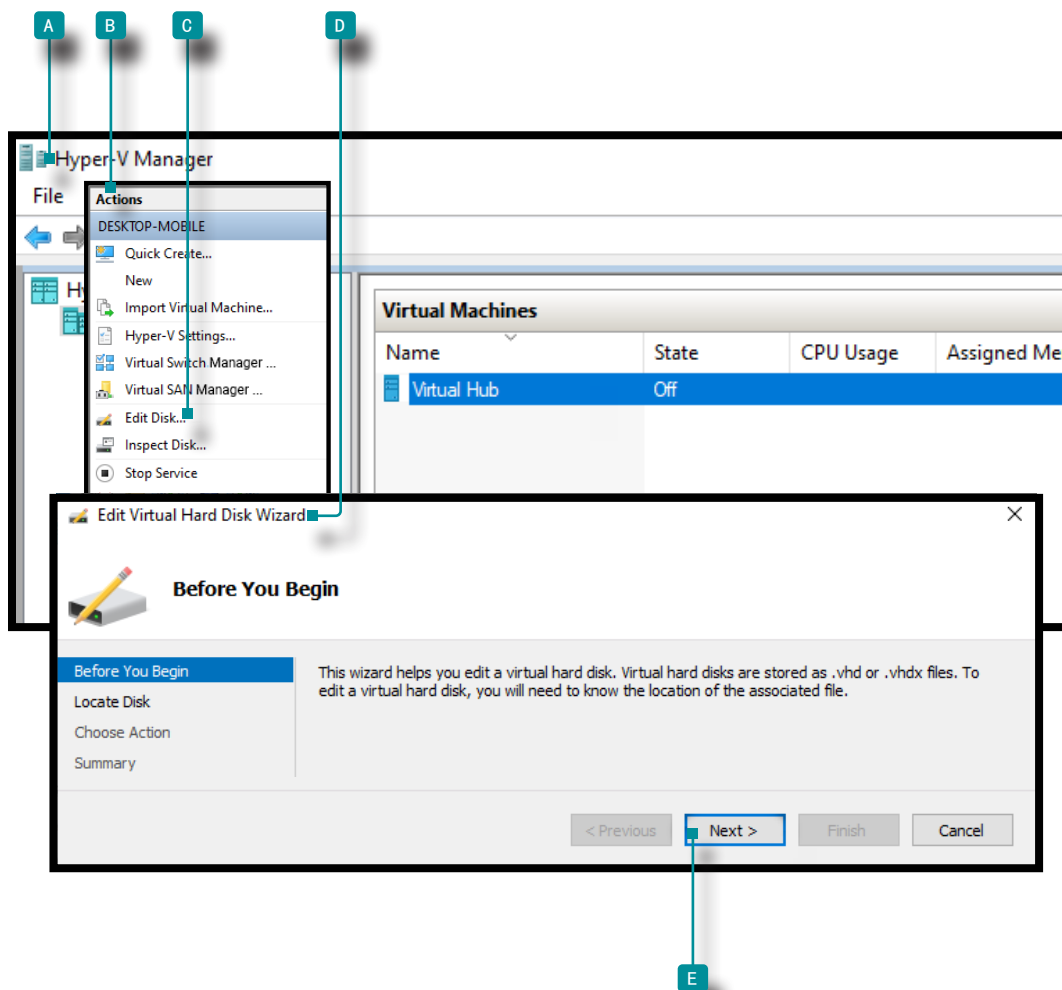 A B C D
Hyper-V Manager
File
Actions
DESKTOP-MOBILE
Quick Create...
New
Import Virtual Machine...
Hyper-V Settings...
Virtual Switch Manager ...
Virtual SAN Manager ...
Edit Disk...
Inspect Disk...
Stop Service
Virtual Machines
Name State CPU Usage Assigned Me
Virtual Hub Off
Edit Virtual Hard Disk Wizard
Before You Begin
Before You Begin
Locate Disk
Choose Action
Summary
This wizard helps you edit a virtual hard disk. Virtual hard disks are stored as .vhd or .vhdx files. To
edit a virtual hard disk, you will need to know the location of the associated file.
< Previous Next > Finish Cancel
E